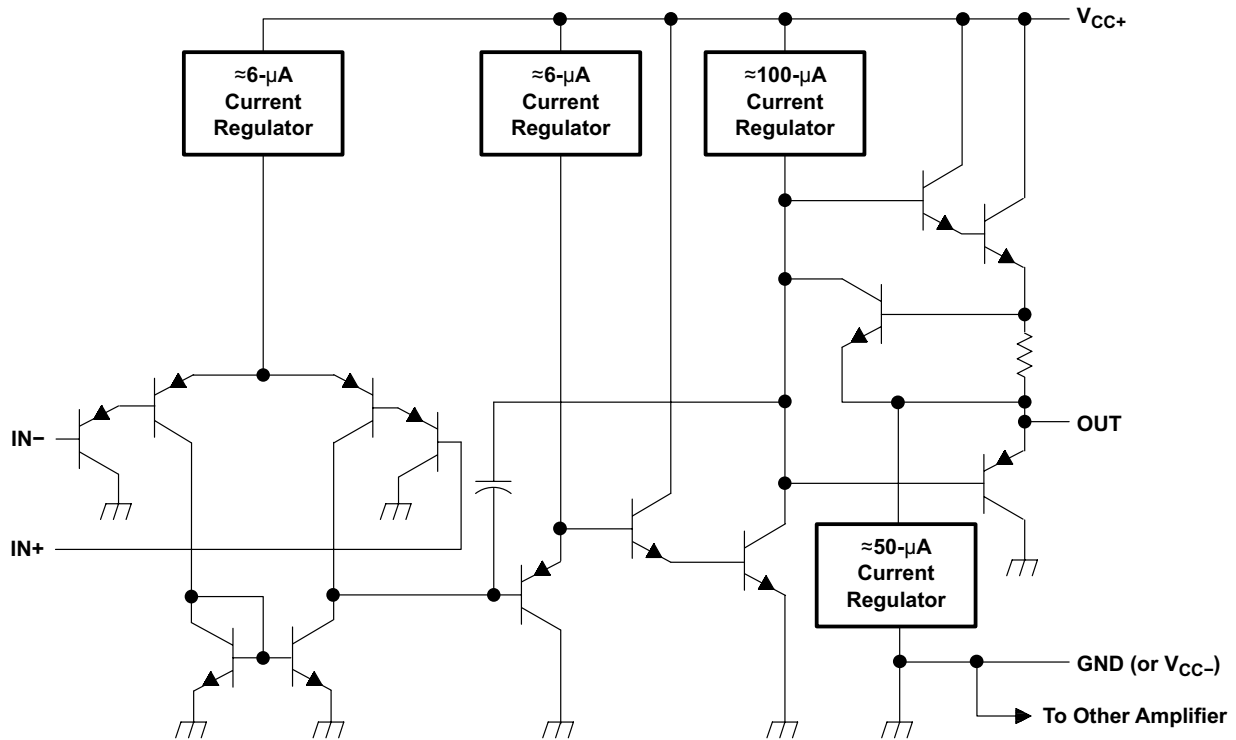 V_CC+
≈6-µA
Current
Regulator
≈6-µA
Current
Regulator
≈100-µA
Current
Regulator
IN−
OUT
IN+
≈50-µA
Current
Regulator
GND (or V_CC−)
To Other Amplifier